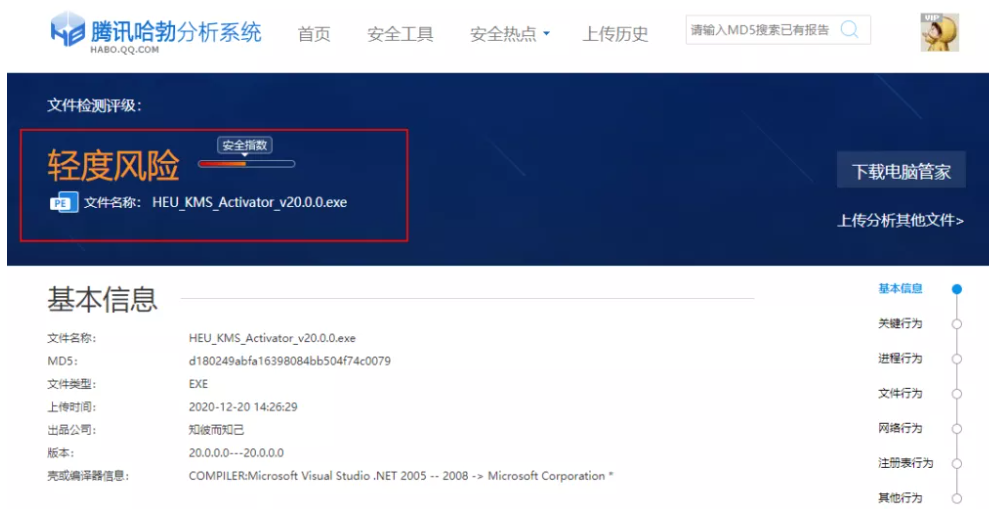 腾讯哈勃分析系统
HABO.QQ.COM
首页 安全工具 安全热点 上传历史 请输入MD5搜索已有报告 VIP
文件检测评级：
安全指数
轻度风险
PE 文件名称： HEU_KMS_Activator_v20.0.0.exe
下载电脑管家
上传分析其他文件>
基本信息
文件名称： HEU_KMS_Activator_v20.0.0.exe
MD5: d180249abfa16398084bb504f74c0079
文件类型： EXE
上传时间： 2020-12-20 14:26:29
出品公司： 知彼而知己
版本： 20.0.0.0---20.0.0.0
壳或编译器信息： COMPILER:Microsoft Visual Studio .NET 2005 -- 2008 -> Microsoft Corporation *
基本信息
关键行为
进程行为
文件行为
网络行为
注册表行为
其他行为